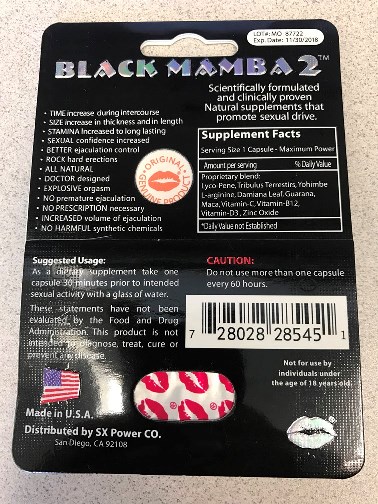 LOT#: MO 87722
Exp. Date: 11/30/2018
BLACK MAMBA 2™
Scientifically formulated
and clinically proven
Natural supplements that
promote sexual drive.
• TIME increase during intercourse
• SIZE increase in thickness and in length
• STAMINA Increased to long lasting
• SEXUAL confidence increased
• BETTER ejaculation control
• ROCK hard erections
• ALL NATURAL
• DOCTOR designed
• EXPLOSIVE orgasm
• NO premature ejaculation
• NO PRESCRIPTION necessary
• INCREASED volume of ejaculation
• NO HARMFUL synthetic chemicals
• ORIGINAL •
GENUINE PRODUCT
Supplement Facts
Serving Size 1 Capsule - Maximum Power
Amount per serving % Daily Value
Proprietary blend:
Lyco Pene, Tribulus Terrestris, Yohimbe
L-arginine, Damiana Leaf, Guarana,
Maca, Vitamin-C, Vitamin-B12,
Vitamin-D3, Zinc Oxide
*Daily Value not Established
Suggested Usage:
As a dietary supplement take one
capsule 30 minutes prior to intended
sexual activity with a glass of water.
These statements have not been
evaluated by the Food and Drug
Administration. This product is not
intended to diagnose, treat, cure or
prevent any disease.
CAUTION:
Do not use more than one capsule
every 60 hours.
7 28028 28545 1
Not for use by
individuals under
the age of 18 years old.
Made in U.S.A.
Distributed by SX Power CO.
San Diego, CA 92108